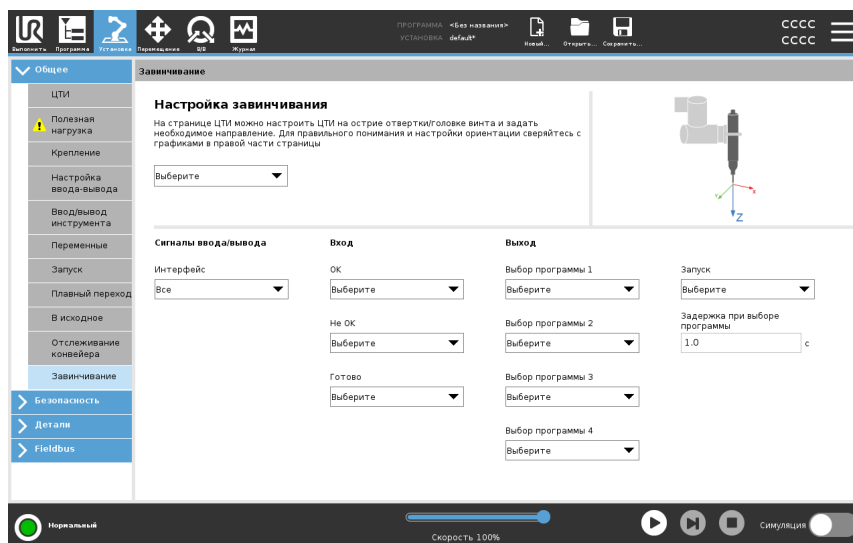 ПРОГРАММА <Без названия>
УСТАНОВКА default*
Выполнить Программа Установка Перемещение В/В Журнал
Новый... Открыть... Сохранить...
CCCC
CCCC
Общее
ЦТИ
Полезная
нагрузка
Крепление
Настройка
ввода-вывода
Ввод/вывод
инструмента
Переменные
Запуск
Плавный переход
В исходное
Отслеживание
конвейера
Завинчивание
Безопасность
Детали
Fieldbus
Завинчивание
Настройка завинчивания
На странице ЦТИ можно настроить ЦТИ на острие отвертки/головке винта и задать
необходимое направление. Для правильного понимания и настройки ориентации сверяйтесь с
графиками в правой части страницы
Выберите
Y X
Z
Сигналы ввода/вывода
Интерфейс
Все
Вход
OK
Выберите
Не OK
Выберите
Готово
Выберите
Выход
Выбор программы 1
Выберите
Выбор программы 2
Выберите
Выбор программы 3
Выберите
Выбор программы 4
Выберите
Запуск
Выберите
Задержка при выборе
программы
1.0 с
Нормальный
Скорость 100%
Симуляция